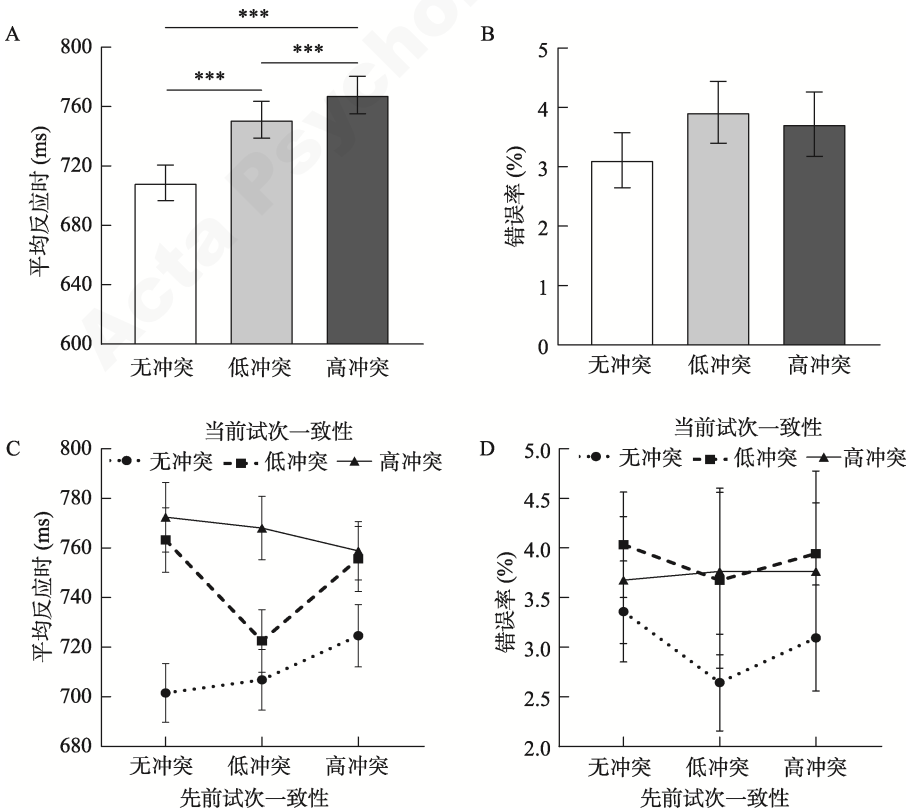 Acta Psychol
A
***
***
***
800
760
720
680
640
600
平均反应时 (ms)
无冲突
低冲突
高冲突
B
5
4
3
2
1
0
错误率 (%)
无冲突
低冲突
高冲突
C
当前试次一致性
无冲突
低冲突
高冲突
800
780
760
740
720
700
680
平均反应时 (ms)
无冲突
低冲突
高冲突
先前试次一致性
D
当前试次一致性
无冲突
低冲突
高冲突
5.0
4.5
4.0
3.5
3.0
2.5
2.0
错误率 (%)
无冲突
低冲突
高冲突
先前试次一致性